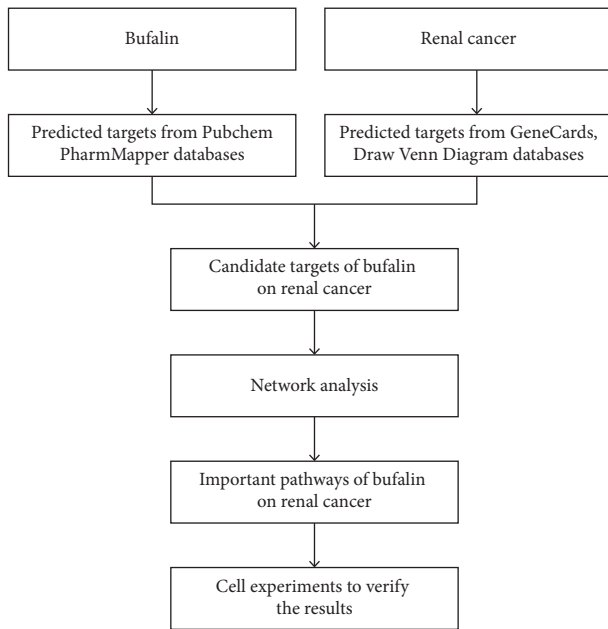 Bufalin
Renal cancer
Predicted targets from Pubchem
PharmMapper databases
Predicted targets from GeneCards,
Draw Venn Diagram databases
Candidate targets of bufalin
on renal cancer
Network analysis
Important pathways of bufalin
on renal cancer
Cell experiments to verify
the results